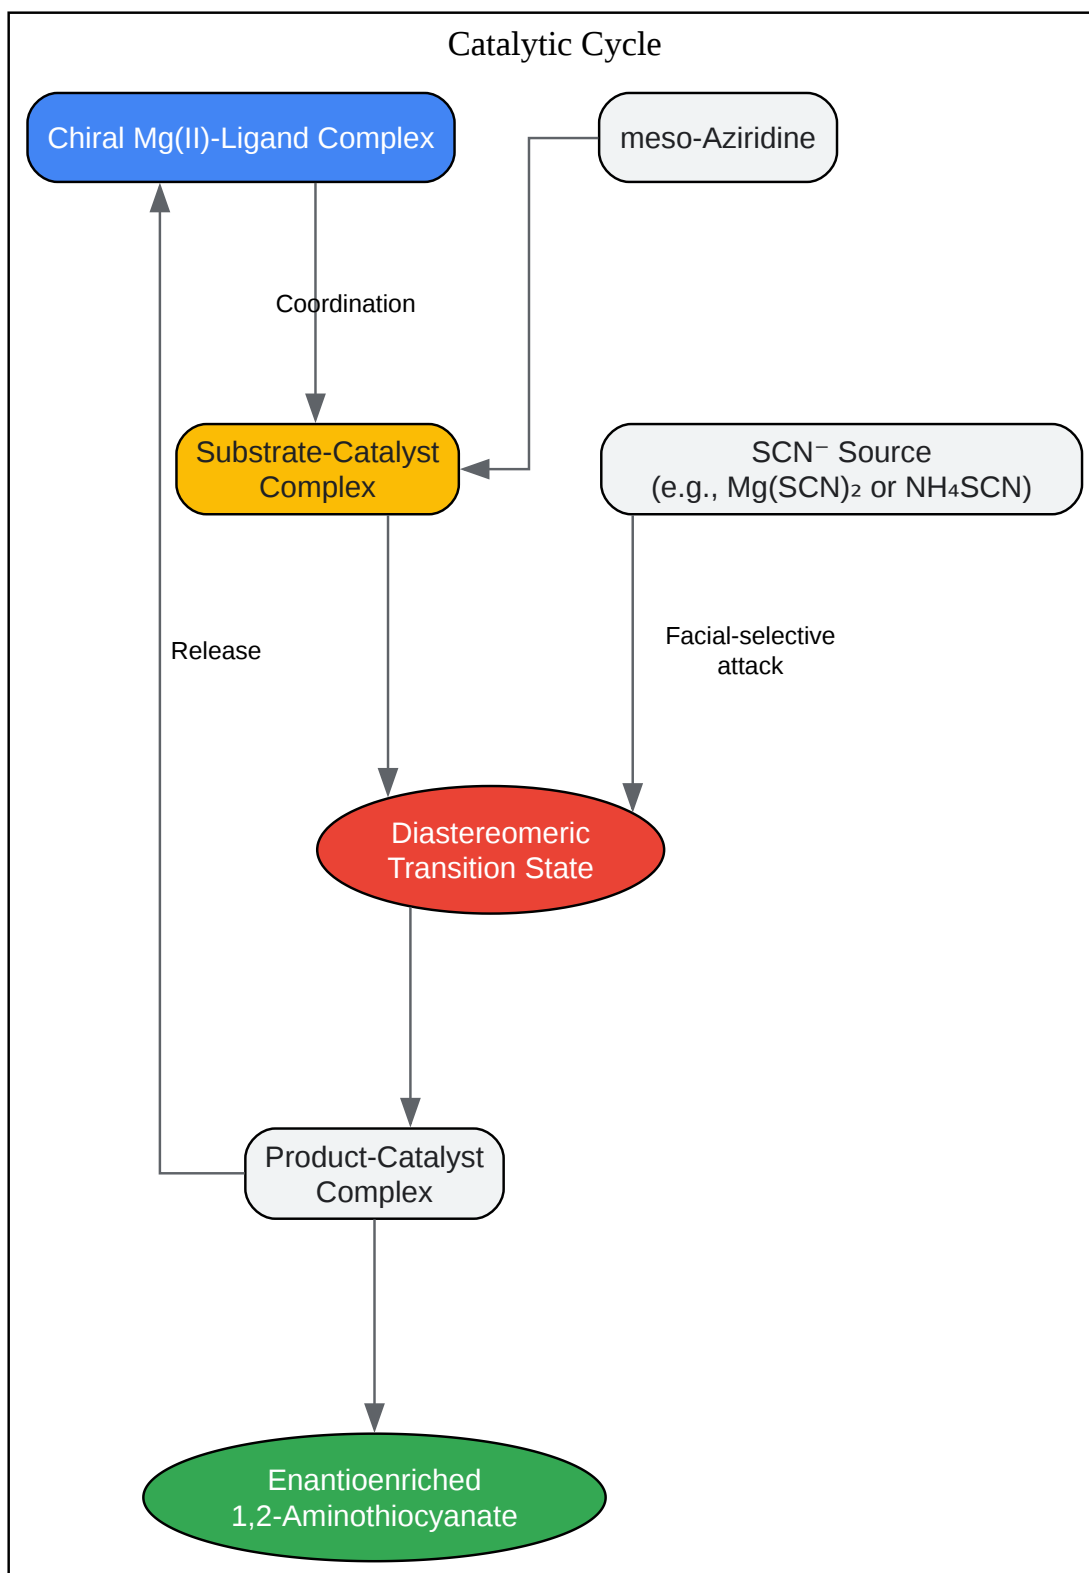 Catalytic Cycle
Chiral Mg(II)-Ligand Complex
meso-Aziridine
Coordination
Substrate-Catalyst
Complex
SCN⁻ Source
(e.g., Mg(SCN)₂ or NH₄SCN)
Release
Facial-selective
attack
Diastereomeric
Transition State
Product-Catalyst
Complex
Enantioenriched
1,2-Aminothiocyanate